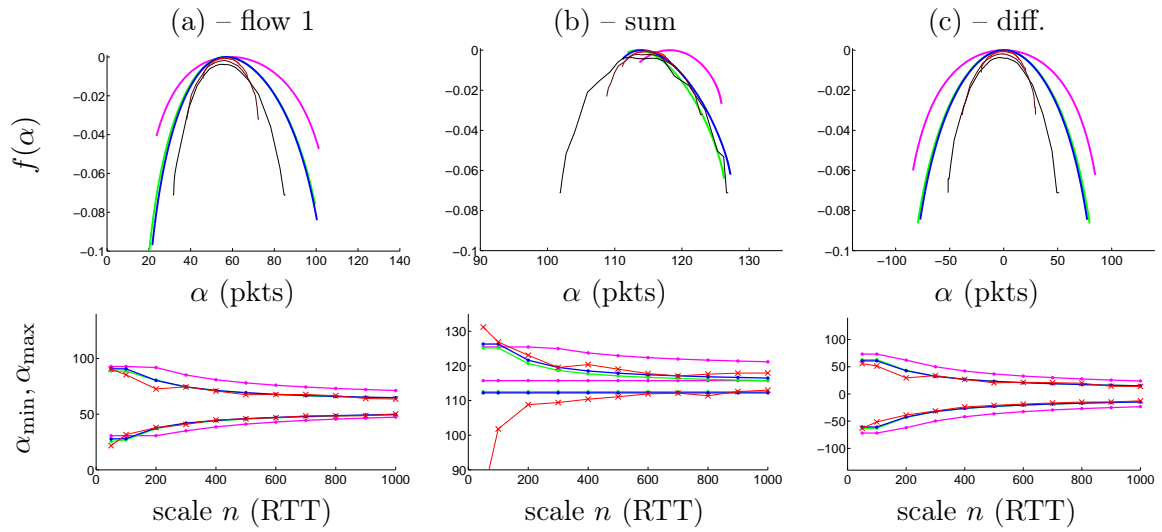 (a) – flow 1
(b) – sum
(c) – diff.
f(α)
0
−0.02
−0.04
−0.06
−0.08
−0.1
0 20 40 60 80 100 120 140
0
−0.02
−0.04
−0.06
−0.08
−0.1
90 100 110 120 130
0
−0.02
−0.04
−0.06
−0.08
−0.1
−100 −50 0 50 100
α (pkts)
α (pkts)
α (pkts)
αmin, αmax
100
50
0
0 200 400 600 800 1000
130
120
110
100
90
0 200 400 600 800 1000
100
50
0
−50
−100
0 200 400 600 800 1000
scale n (RTT)
scale n (RTT)
scale n (RTT)